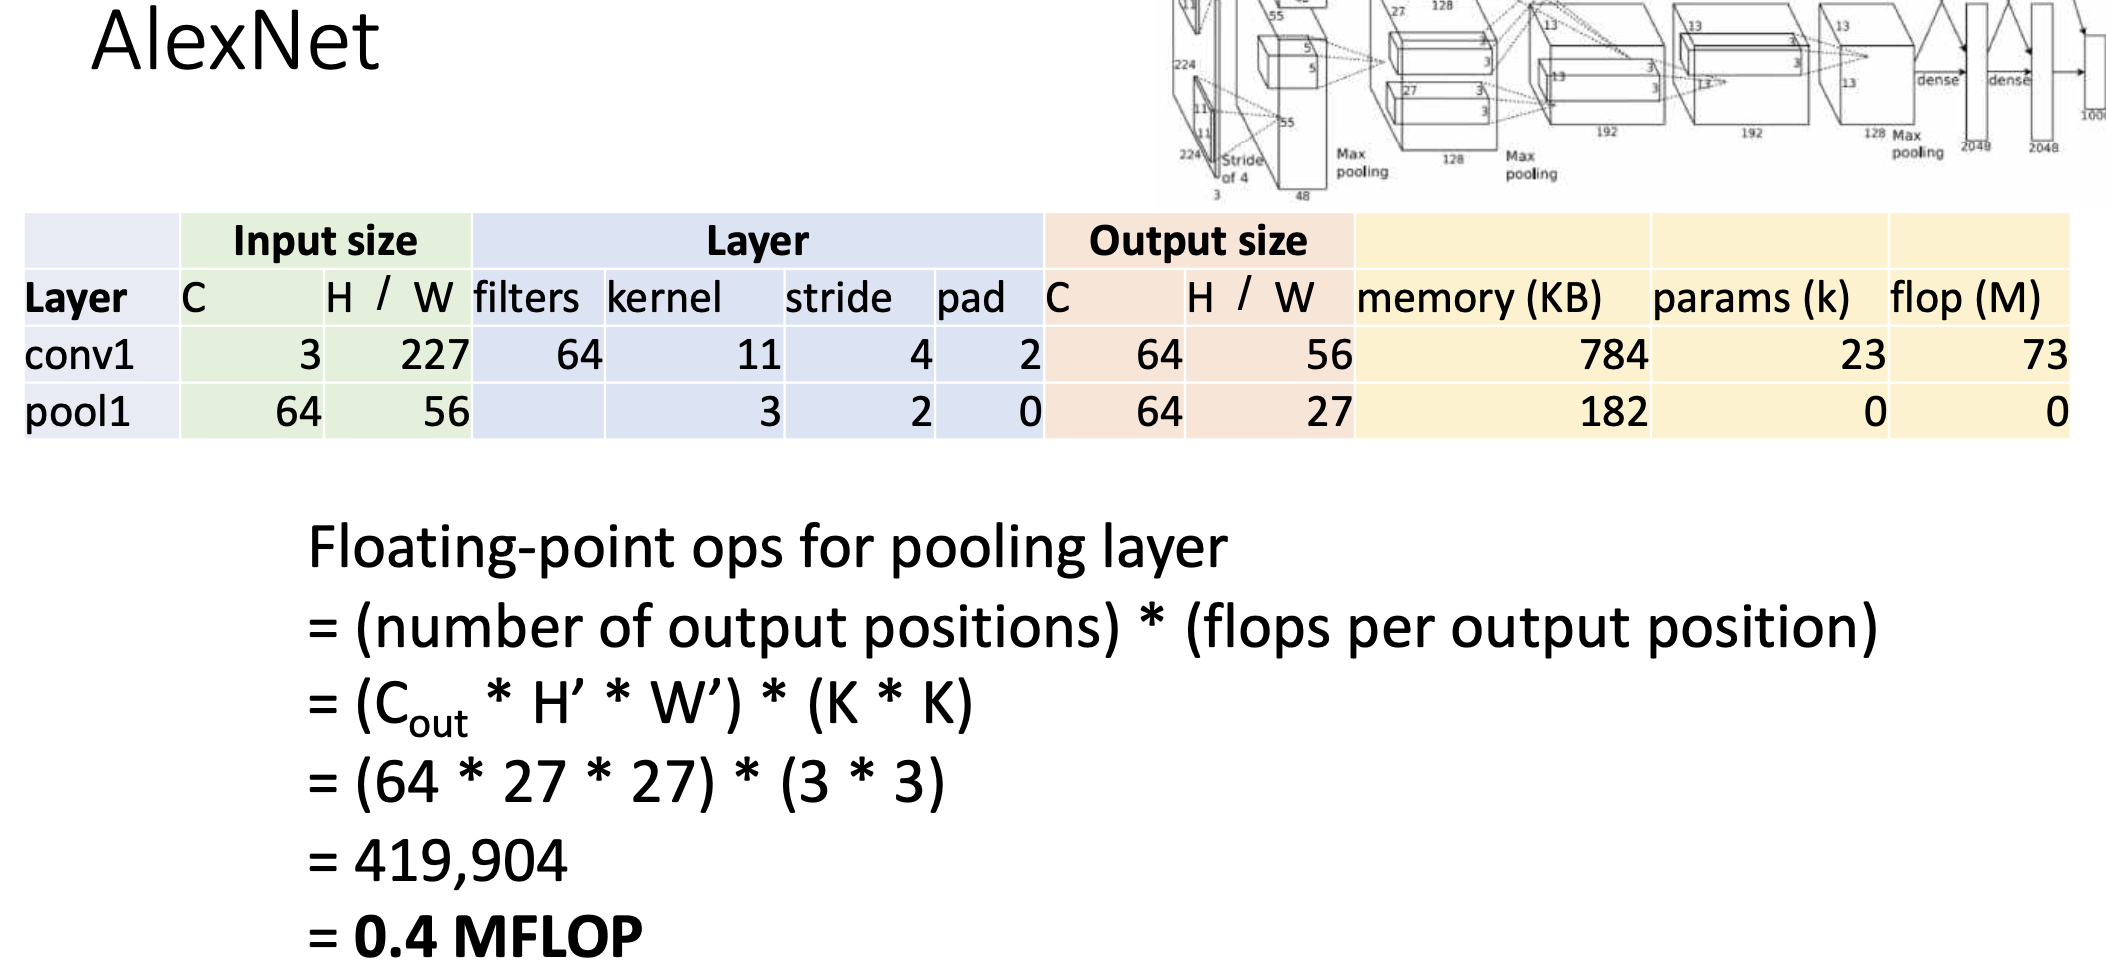 AlexNet
11 55 27 128 13 13 13
224 5 5 3 3 13 3 3 3 3 13 dense dense
11 11 55 27 3 3 13 192 192 128 Max pooling 2048 2048
224 Stride of 4 Max pooling 128 Max pooling
3 48
Input size Layer Output size
Layer C H / W filters kernel stride pad C H / W memory (KB) params (k) flop (M)
conv1 3 227 64 11 4 2 64 56 784 23 73
pool1 64 56 3 2 0 64 27 182 0 0
Floating-point ops for pooling layer
= (number of output positions) * (flops per output position)
= (Cout * H’ * W’) * (K * K)
= (64 * 27 * 27) * (3 * 3)
= 419,904
= 0.4 MFLOP